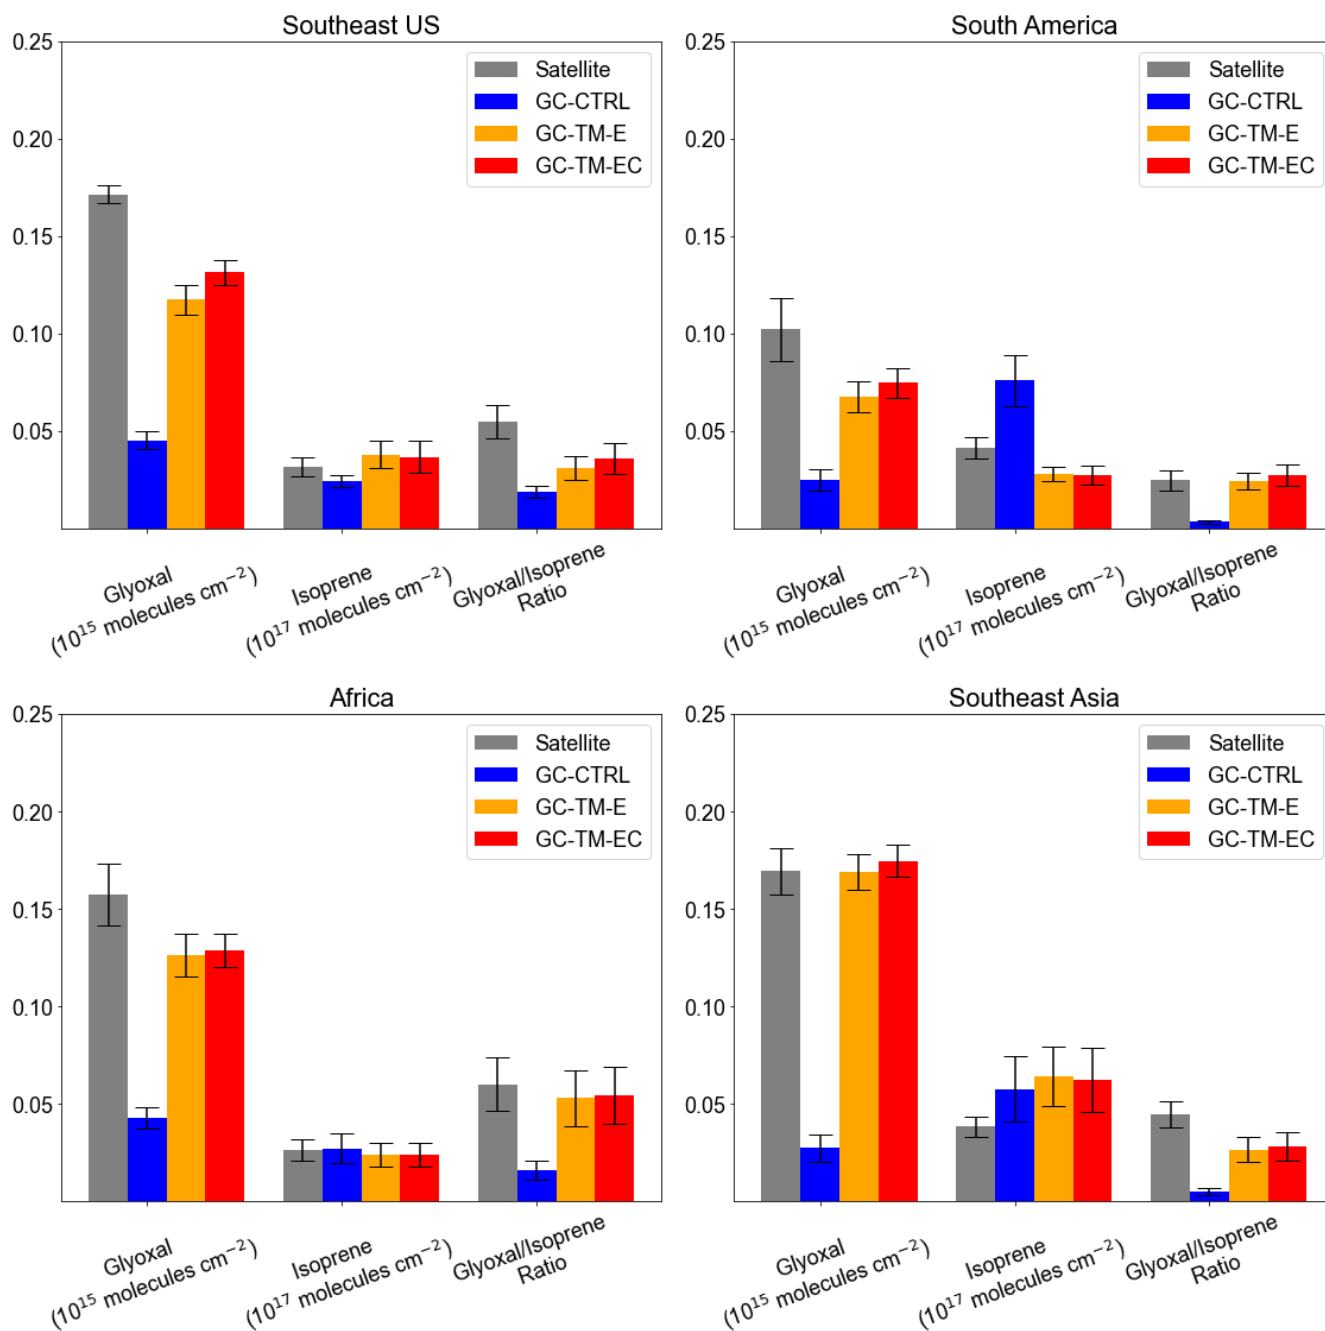 Southeast US
0.25
0.20
0.15
0.10
0.05
Satellite
GC-CTRL
GC-TM-E
GC-TM-EC
Glyoxal
(10¹⁵ molecules cm⁻²)
Isoprene
(10¹⁷ molecules cm⁻²)
Glyoxal/Isoprene
Ratio
South America
0.25
0.20
0.15
0.10
0.05
Satellite
GC-CTRL
GC-TM-E
GC-TM-EC
Glyoxal
(10¹⁵ molecules cm⁻²)
Isoprene
(10¹⁷ molecules cm⁻²)
Glyoxal/Isoprene
Ratio
Africa
0.25
0.20
0.15
0.10
0.05
Satellite
GC-CTRL
GC-TM-E
GC-TM-EC
Glyoxal
(10¹⁵ molecules cm⁻²)
Isoprene
(10¹⁷ molecules cm⁻²)
Glyoxal/Isoprene
Ratio
Southeast Asia
0.25
0.20
0.15
0.10
0.05
Satellite
GC-CTRL
GC-TM-E
GC-TM-EC
Glyoxal
(10¹⁵ molecules cm⁻²)
Isoprene
(10¹⁷ molecules cm⁻²)
Glyoxal/Isoprene
Ratio